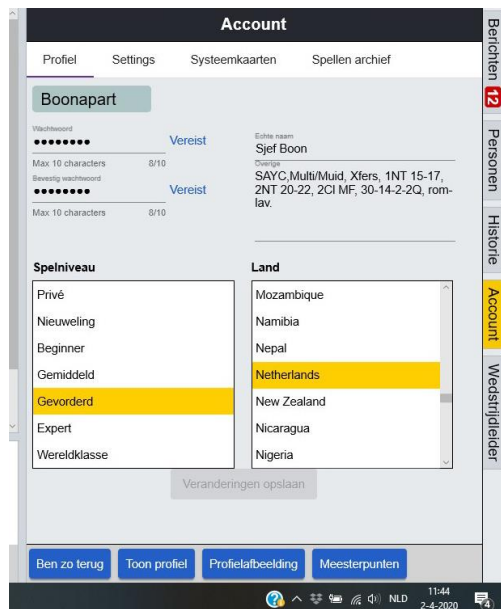 Account
Profiel
Settings
Systeemkaarten
Spellen archief
Boonapart
Wachtwoord
Vereist
Max 10 characters
8/10
Bevestig wachtwoord
Vereist
Max 10 characters
8/10
Echte naam
Sjef Boon
Overige
SAYC,Multi/Muid, Xfers, 1NT 15-17,
2NT 20-22, 2Cl MF, 30-14-2-2Q, rom-
lav.
Spelniveau
Privé
Nieuweling
Beginner
Gemiddeld
Gevorderd
Expert
Wereldklasse
Land
Mozambique
Namibia
Nepal
Netherlands
New Zealand
Nicaragua
Nigeria
Veranderingen opslaan
Ben zo terug
Toon profiel
Profielafbeelding
Meesterpunten
Berichten 12
Personen
Historie
Account
Wedstrijdleider
NLD
11:44
2-4-2020
4